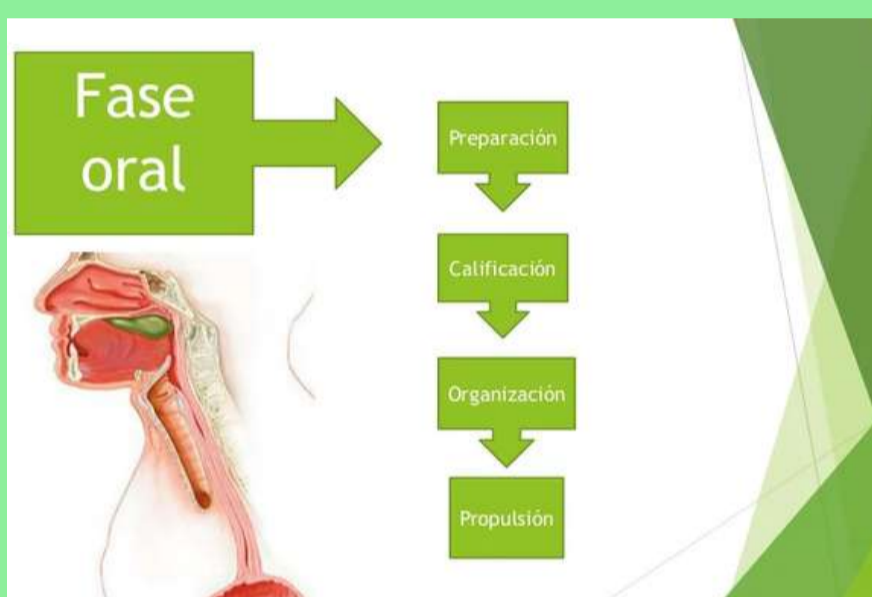 Fase
oral
Preparación
Calificación
Organización
Propulsión